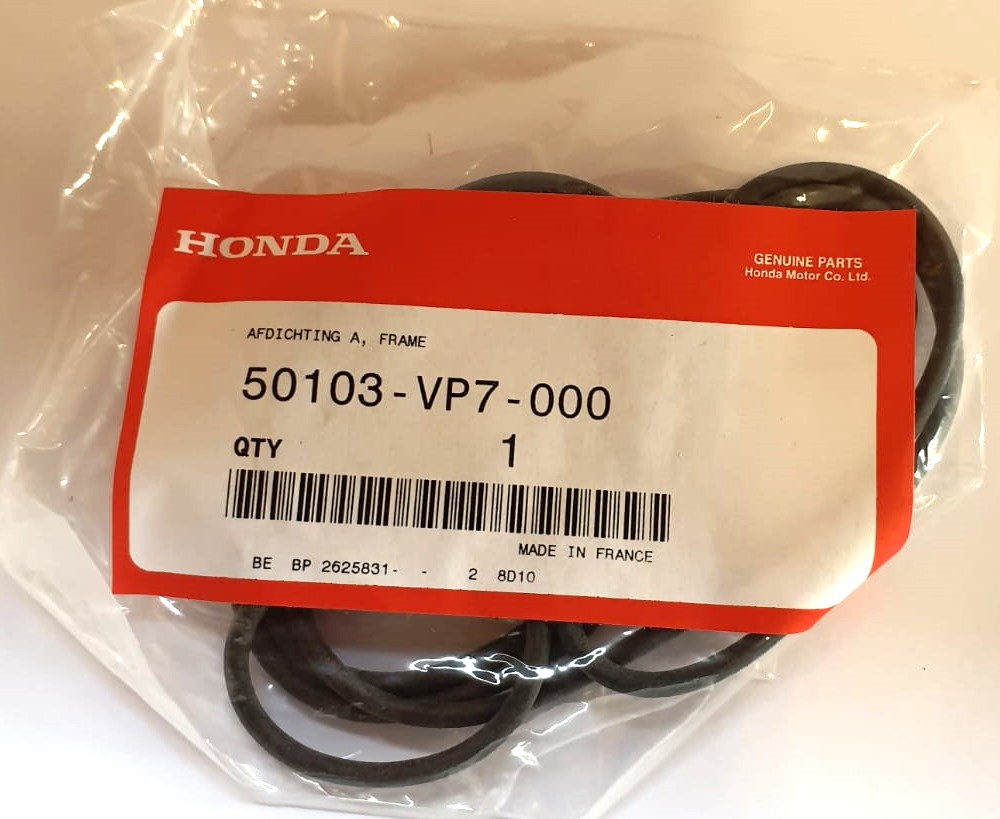 HONDA
GENUINE PARTS
Honda Motor Co. Ltd.
AFDICHTING A, FRAME
50103-VP7-000
QTY 1
MADE IN FRANCE
BE BP 2625831- - 2 8D10